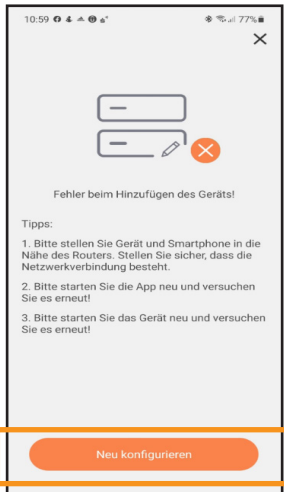 10:59
77%
Fehler beim Hinzufügen des Geräts!
Tipps:
1. Bitte stellen Sie Gerät und Smartphone in die
Nähe des Routers. Stellen Sie sicher, dass die
Netzwerkverbindung besteht.
2. Bitte starten Sie die App neu und versuchen
Sie es erneut!
3. Bitte starten Sie das Gerät neu und versuchen
Sie es erneut!
Neu konfigurieren